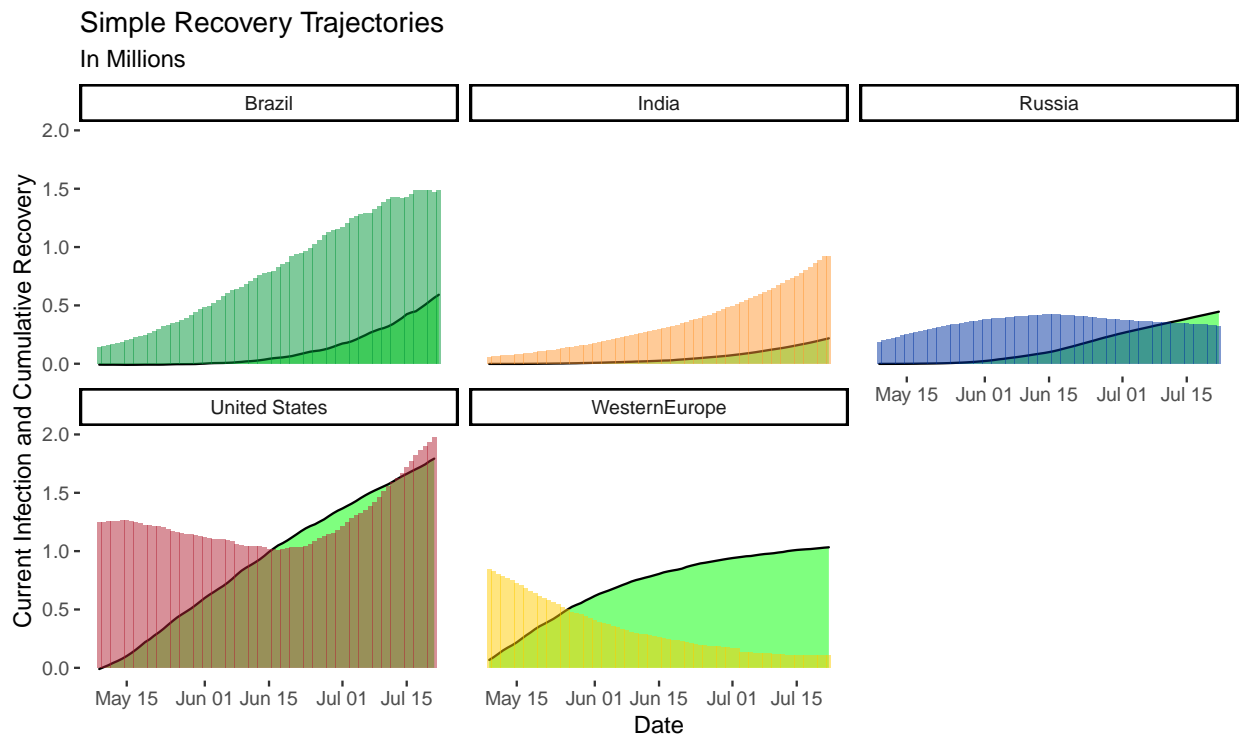 Simple Recovery Trajectories
In Millions
Brazil
India
Russia
2.0
1.5
1.0
0.5
0.0
May 15 Jun 01 Jun 15 Jul 01 Jul 15
United States
WesternEurope
2.0
1.5
1.0
0.5
0.0
May 15 Jun 01 Jun 15 Jul 01 Jul 15
May 15 Jun 01 Jun 15 Jul 01 Jul 15
Date
Current Infection and Cumulative Recovery